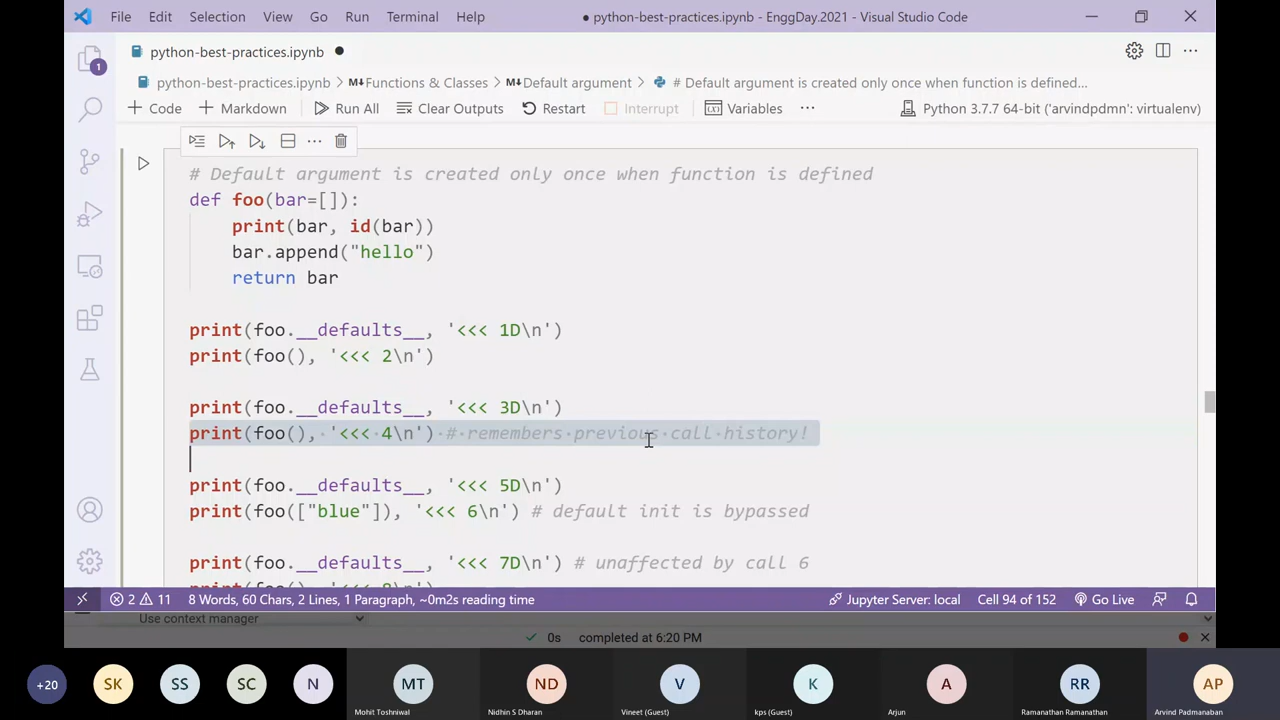 File Edit Selection View Go Run Terminal Help ● python-best-practices.ipynb - EnggDay.2021 - Visual Studio Code
python-best-practices.ipynb ●
python-best-practices.ipynb > M↓Functions & Classes > M↓Default argument > # Default argument is created only once when function is defined...
+ Code + Markdown Run All Clear Outputs Restart Interrupt Variables ... Python 3.7.7 64-bit ('arvindpdmn': virtualenv)
1
# Default argument is created only once when function is defined
def foo(bar=[]):
    print(bar, id(bar))
    bar.append("hello")
    return bar
print(foo.__defaults__, '<<< 1D\n')
print(foo(), '<<< 2\n')
print(foo.__defaults__, '<<< 3D\n')
print(foo(), '<<< 4\n') # remembers previous call history!
print(foo.__defaults__, '<<< 5D\n')
print(foo(["blue"]), '<<< 6\n') # default init is bypassed
print(foo.__defaults__, '<<< 7D\n') # unaffected by call 6
print(foo(), '<<< 8\n')
2 11 8 Words, 60 Chars, 2 Lines, 1 Paragraph, ~0m2s reading time Jupyter Server: local Cell 94 of 152 Go Live
Use context manager
0s completed at 6:20 PM
+20 SK SS SC N MT ND V K A RR AP
Mohit Toshniwal Nidhin S Dharan Vineet (Guest) kps (Guest) Arjun Ramanathan Ramanathan Arvind Padmanaban